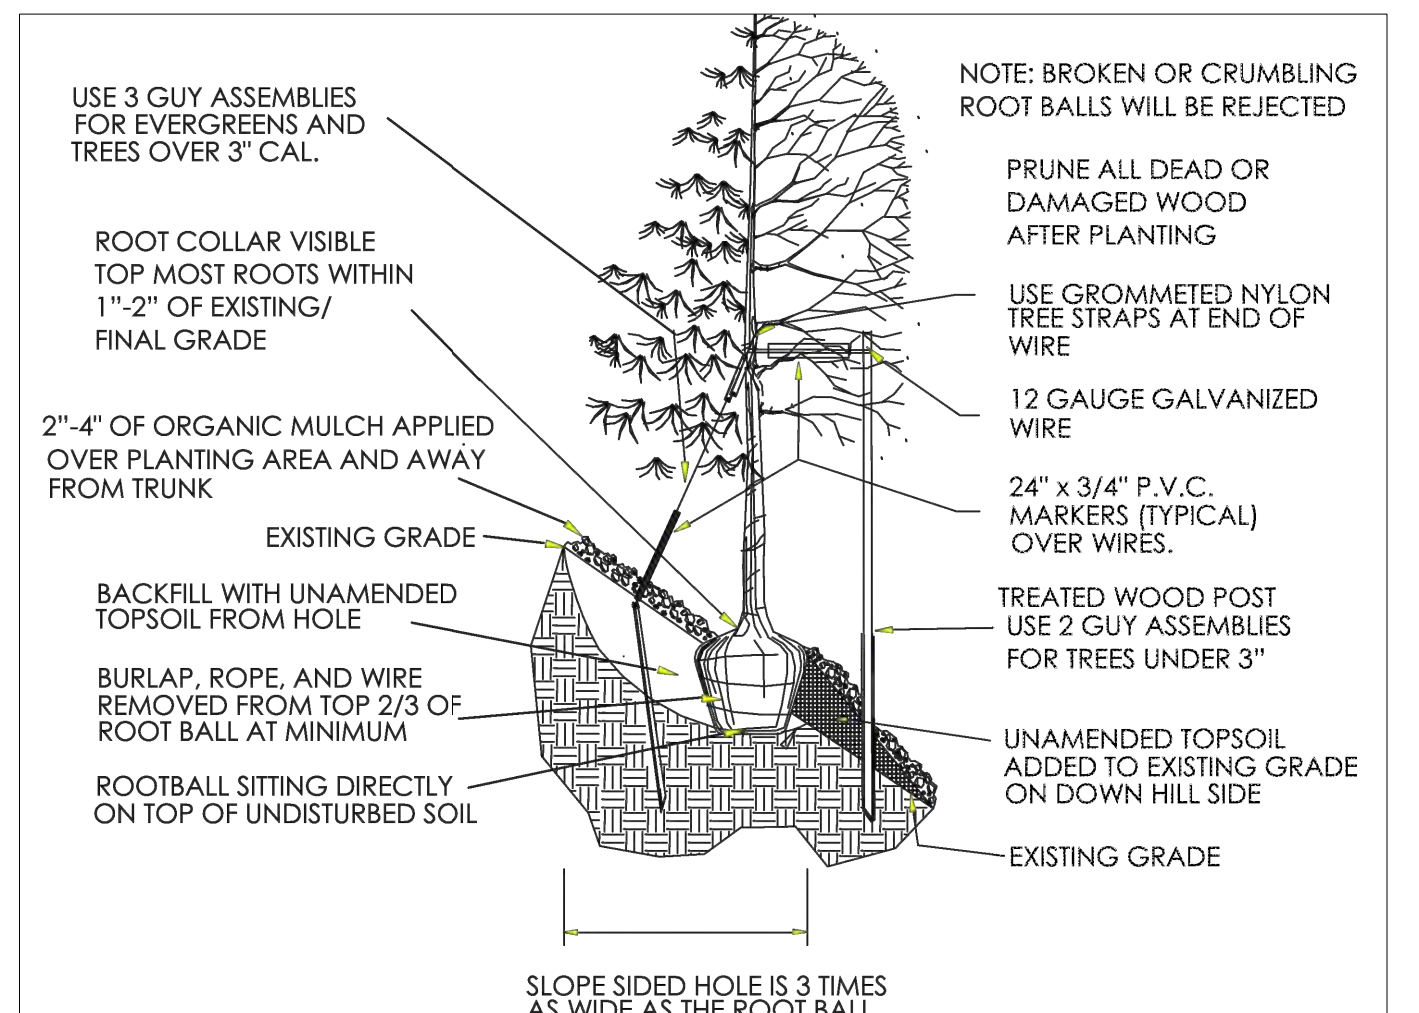 USE 3 GUY ASSEMBLIES
FOR EVERGREENS AND
TREES OVER 3" CAL.
ROOT COLLAR VISIBLE
TOP MOST ROOTS WITHIN
1"-2" OF EXISTING/
FINAL GRADE
2"-4" OF ORGANIC MULCH APPLIED
OVER PLANTING AREA AND AWAY
FROM TRUNK
EXISTING GRADE
BACKFILL WITH UNAMENDED
TOPSOIL FROM HOLE
BURLAP, ROPE, AND WIRE
REMOVED FROM TOP 2/3 OF
ROOT BALL AT MINIMUM
ROOTBALL SITTING DIRECTLY
ON TOP OF UNDISTURBED SOIL
NOTE: BROKEN OR CRUMBLING
ROOT BALLS WILL BE REJECTED
PRUNE ALL DEAD OR
DAMAGED WOOD
AFTER PLANTING
USE GROMMETED NYLON
TREE STRAPS AT END OF
WIRE
12 GAUGE GALVANIZED
WIRE
24" x 3/4" P.V.C.
MARKERS (TYPICAL)
OVER WIRES.
TREATED WOOD POST
USE 2 GUY ASSEMBLIES
FOR TREES UNDER 3"
UNAMENDED TOPSOIL
ADDED TO EXISTING GRADE
ON DOWN HILL SIDE
EXISTING GRADE
SLOPE SIDED HOLE IS 3 TIMES
AS WIDE AS THE ROOT BALL